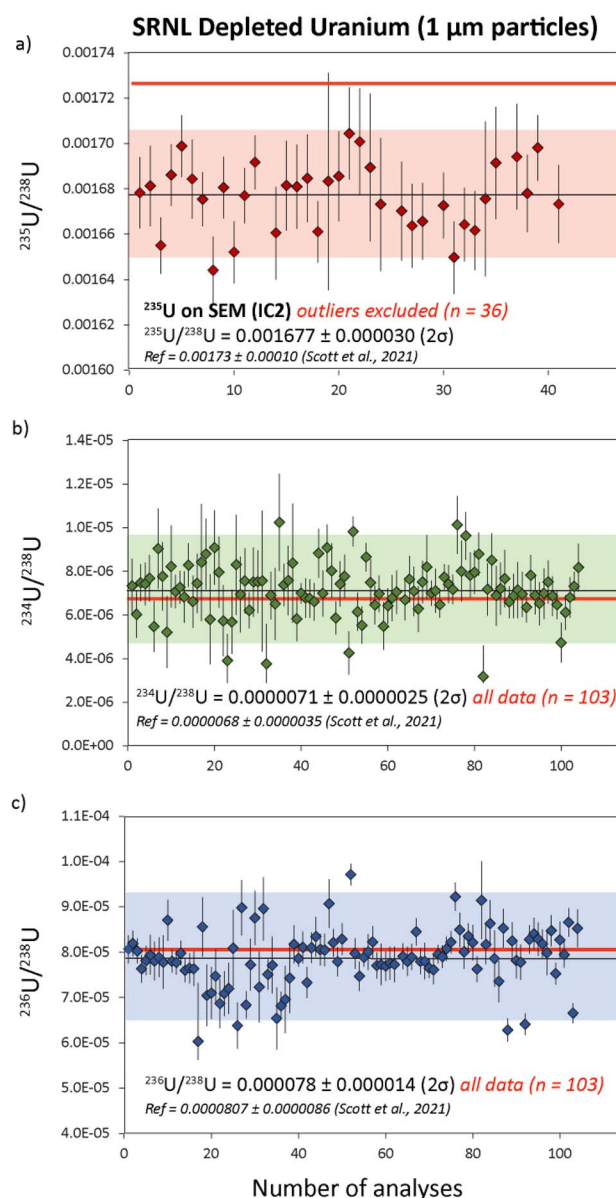 SRNL Depleted Uranium (1 µm particles)
a)
0.00174
0.00172
0.00170
0.00168
0.00166
0.00164
0.00162
0.00160
²³⁵U/²³⁸U
²³⁵U on SEM (IC2) outliers excluded (n = 36)
²³⁵U/²³⁸U = 0.001677 ± 0.000030 (2σ)
Ref = 0.00173 ± 0.00010 (Scott et al., 2021)
0 10 20 30 40
b)
1.4E-05
1.2E-05
1.0E-05
8.0E-06
6.0E-06
4.0E-06
2.0E-06
0.0E+00
²³⁴U/²³⁸U
²³⁴U/²³⁸U = 0.0000071 ± 0.0000025 (2σ) all data (n = 103)
Ref = 0.0000068 ± 0.0000035 (Scott et al., 2021)
0 20 40 60 80 100
c)
1.1E-04
1.0E-04
9.0E-05
8.0E-05
7.0E-05
6.0E-05
5.0E-05
4.0E-05
²³⁶U/²³⁸U
²³⁶U/²³⁸U = 0.000078 ± 0.000014 (2σ) all data (n = 103)
Ref = 0.0000807 ± 0.0000086 (Scott et al., 2021)
0 20 40 60 80 100
Number of analyses